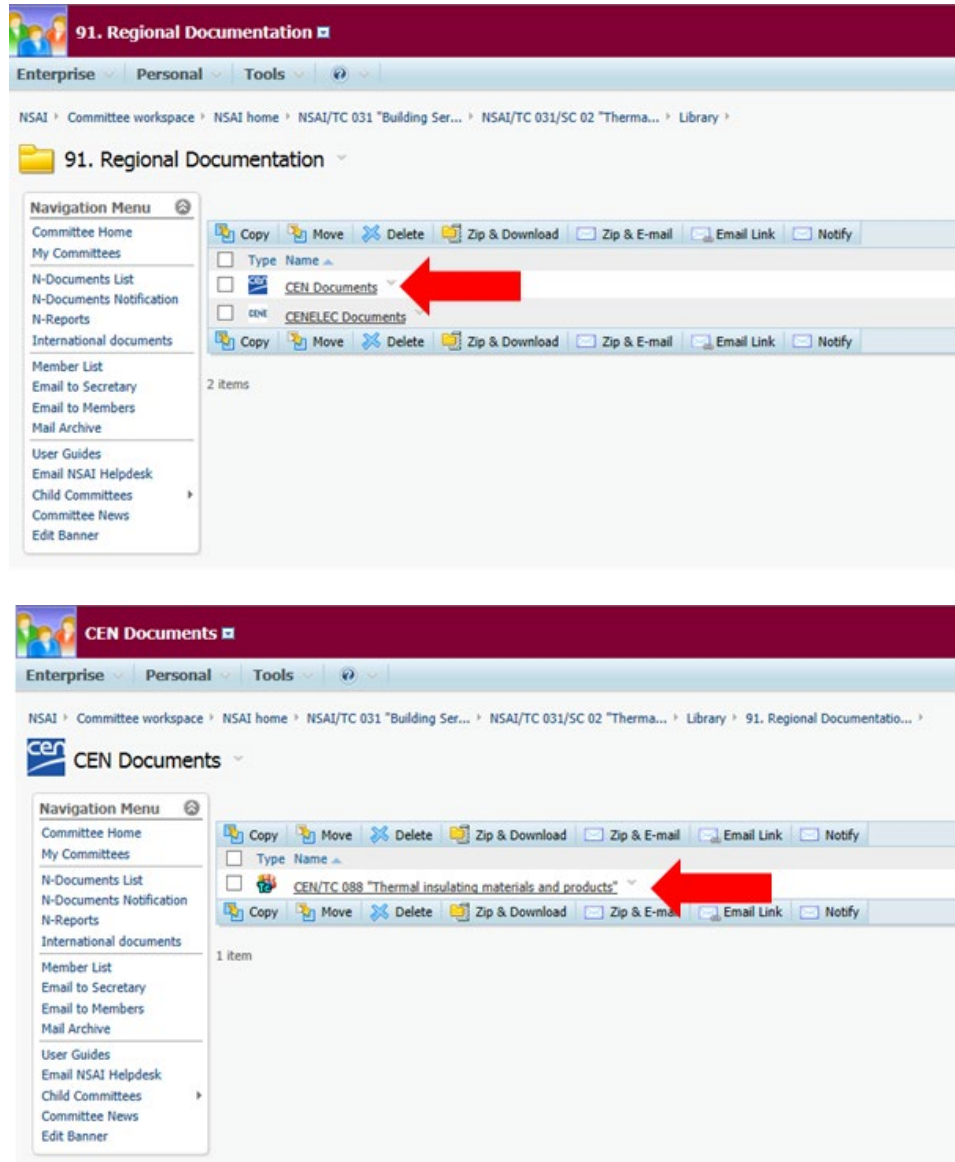 91. Regional Documentation
Enterprise Personal Tools
NSAI Committee workspace NSAI home NSAI/TC 031 "Building Ser... NSAI/TC 031/SC 02 "Therma... Library
91. Regional Documentation
Navigation Menu
Committee Home
My Committees
N-Documents List
N-Documents Notification
N-Reports
International documents
Member List
Email to Secretary
Email to Members
Mail Archive
User Guides
Email NSAI Helpdesk
Child Committees
Committee News
Edit Banner
Copy Move Delete Zip & Download Zip & E-mail Email Link Notify
Type Name
cen CEN Documents
CENE CENELEC Documents
Copy Move Delete Zip & Download Zip & E-mail Email Link Notify
2 items
CEN Documents
Enterprise Personal Tools
NSAI Committee workspace NSAI home NSAI/TC 031 "Building Ser... NSAI/TC 031/SC 02 "Therma... Library 91. Regional Documentatio...
cen CEN Documents
Navigation Menu
Committee Home
My Committees
N-Documents List
N-Documents Notification
N-Reports
International documents
Member List
Email to Secretary
Email to Members
Mail Archive
User Guides
Email NSAI Helpdesk
Child Committees
Committee News
Edit Banner
Copy Move Delete Zip & Download Zip & E-mail Email Link Notify
Type Name
TC CEN/TC 088 "Thermal insulating materials and products"
Copy Move Delete Zip & Download Zip & E-mail Email Link Notify
1 item